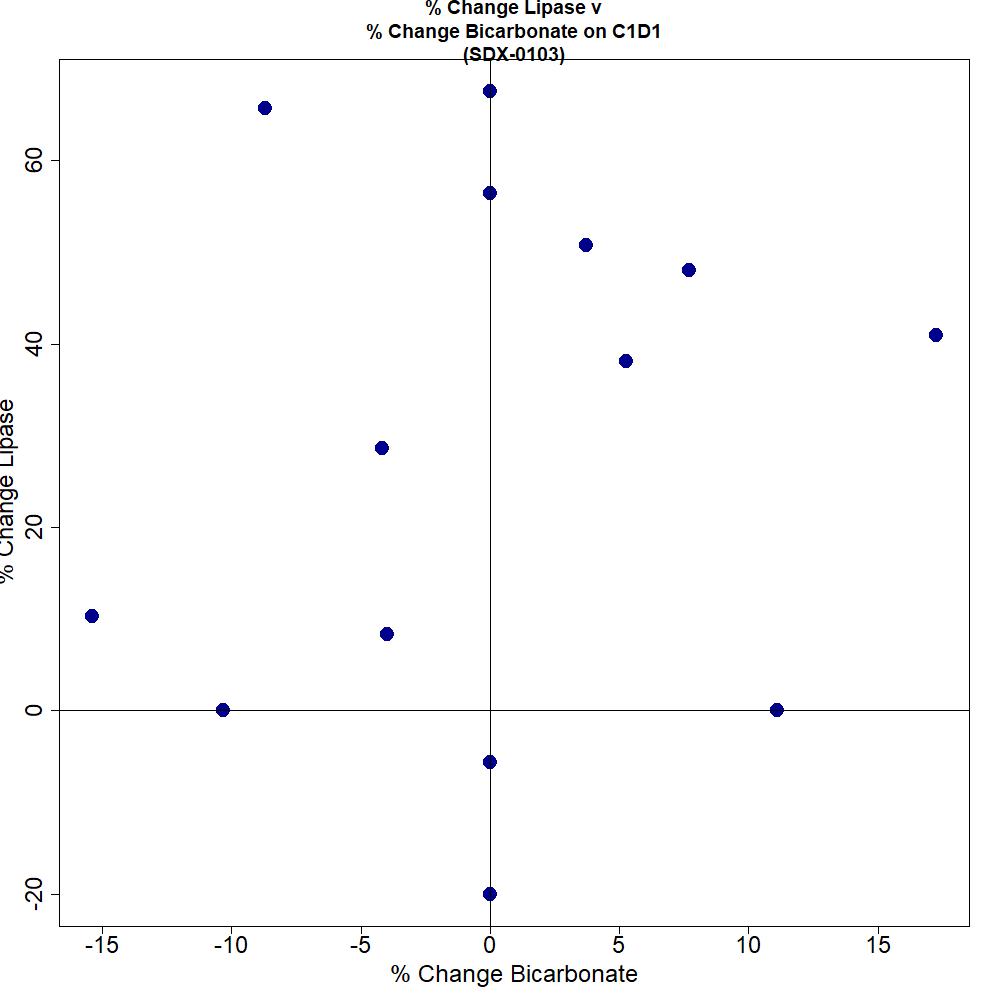 % Change Lipase v
% Change Bicarbonate on C1D1
(SDX-0103)
% Change Lipase
60
40
20
0
-20
-15
-10
-5
0
5
10
15
% Change Bicarbonate